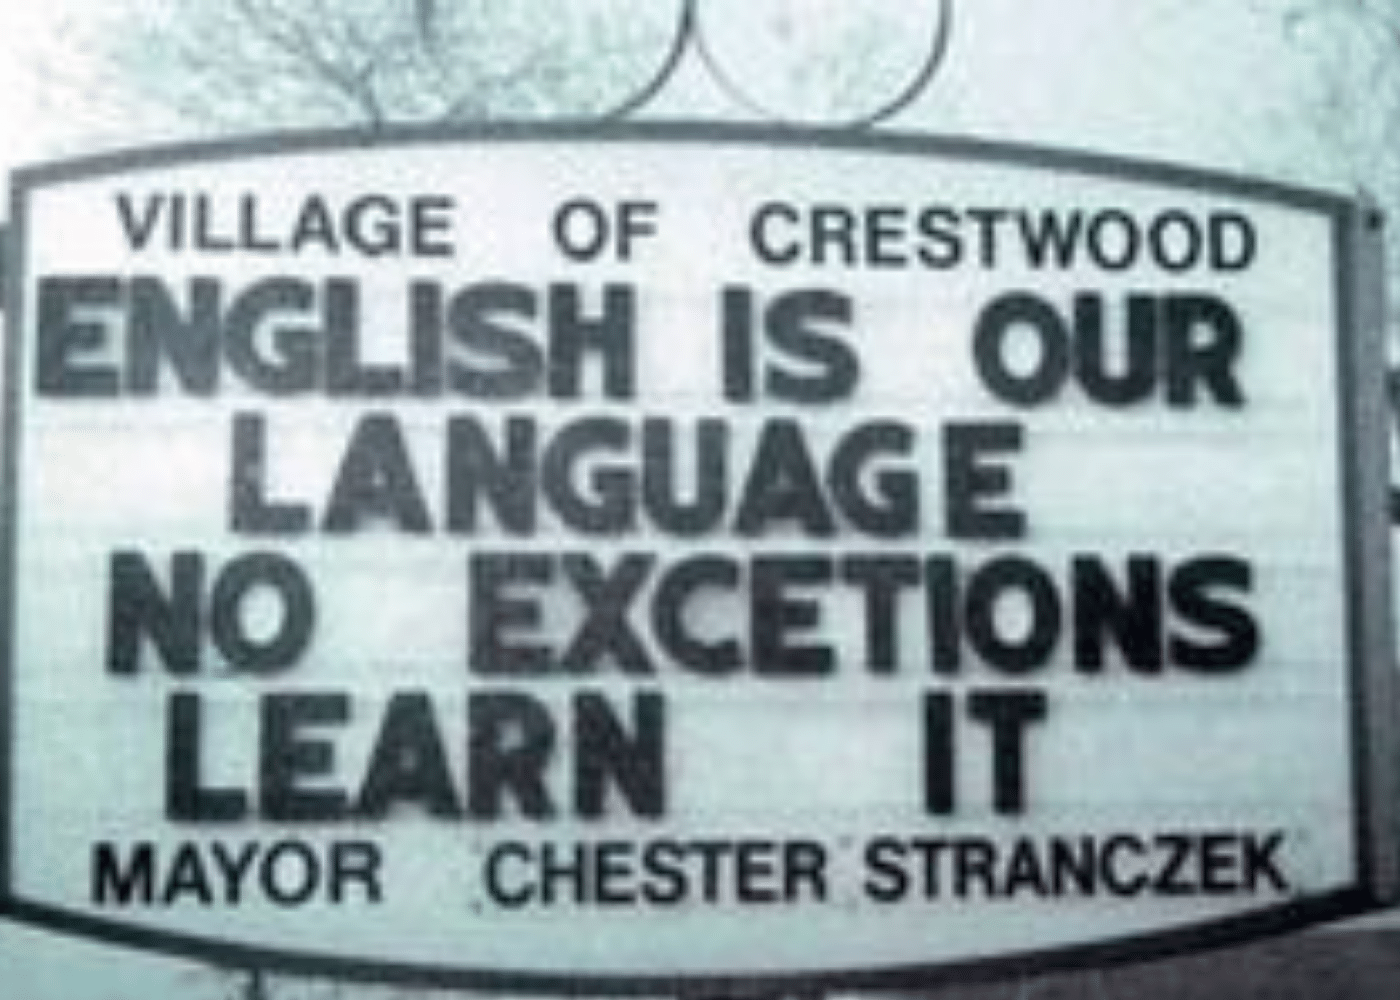 VILLAGE OF CRESTWOOD
ENGLISH IS OUR
LANGUAGE
NO EXCETIONS
LEARN IT
MAYOR CHESTER STRANCZEK